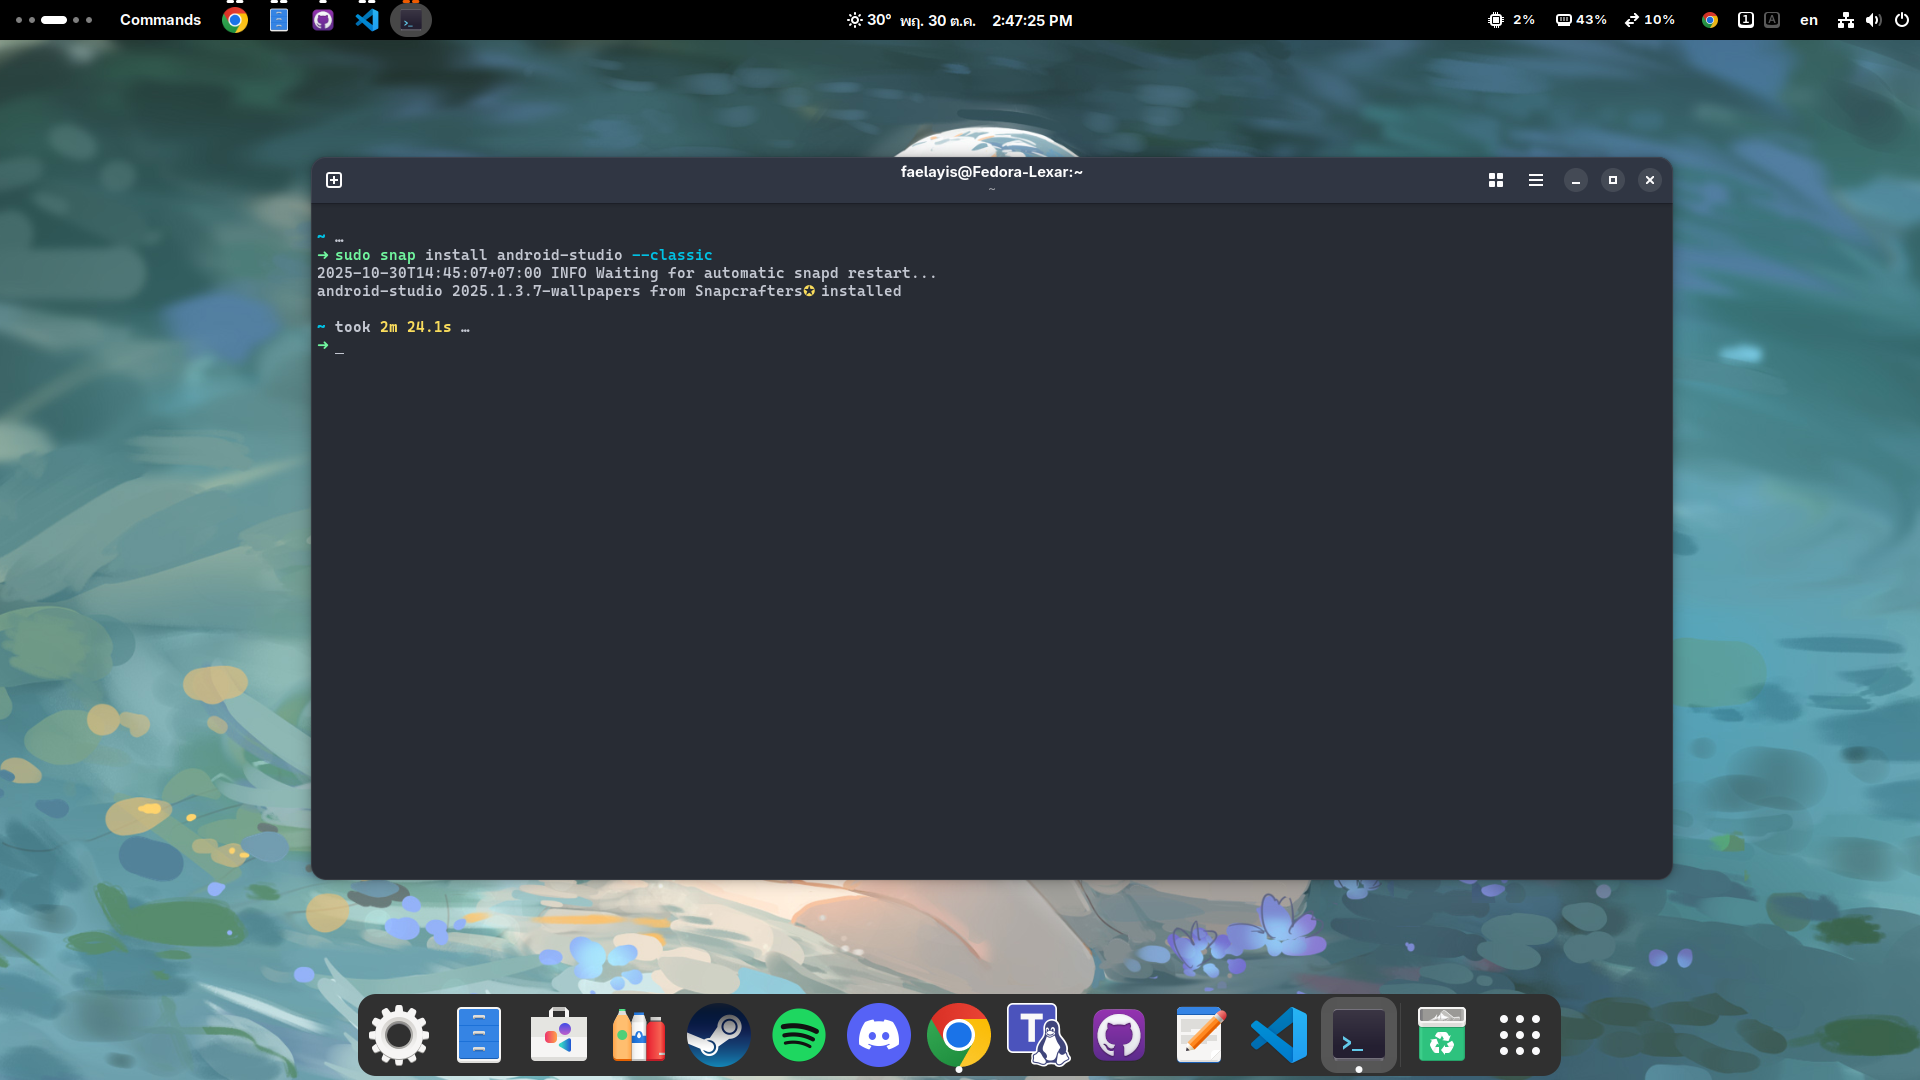 Commands
30° พฤ. 30 ต.ค. 2:47:25 PM
2% 43% 10% 1 A en
faelayis@Fedora-Lexar:~
~
~ …
➜ sudo snap install android-studio --classic
2025-10-30T14:45:07+07:00 INFO Waiting for automatic snapd restart...
android-studio 2025.1.3.7-wallpapers from Snapcrafters✪ installed
~ took 2m 24.1s …
➜ _
T
>_